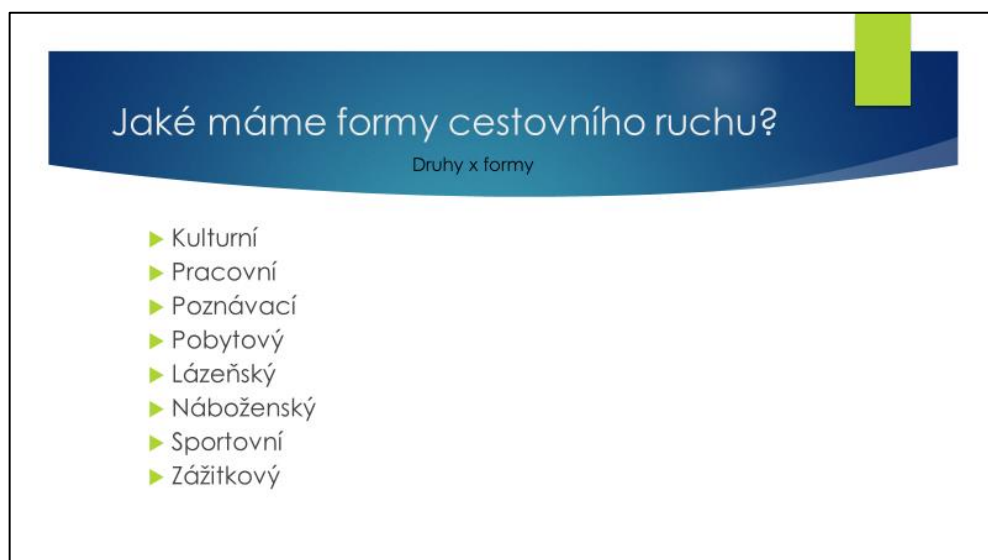 Jaké máme formy cestovního ruchu?
Druhy x formy
Kulturní
Pracovní
Poznávací
Pobytový
Lázeňský
Náboženský
Sportovní
Zážitkový